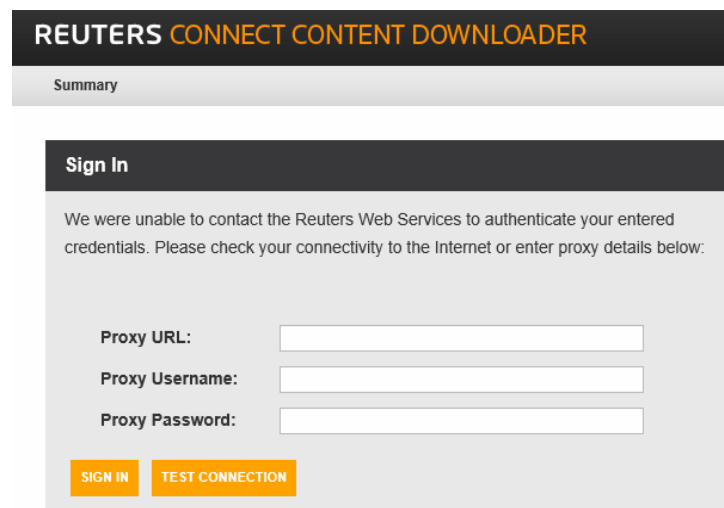 REUTERS CONNECT CONTENT DOWNLOADER
Summary
Sign In
We were unable to contact the Reuters Web Services to authenticate your entered
credentials. Please check your connectivity to the Internet or enter proxy details below:
Proxy URL:
Proxy Username:
Proxy Password:
SIGN IN TEST CONNECTION